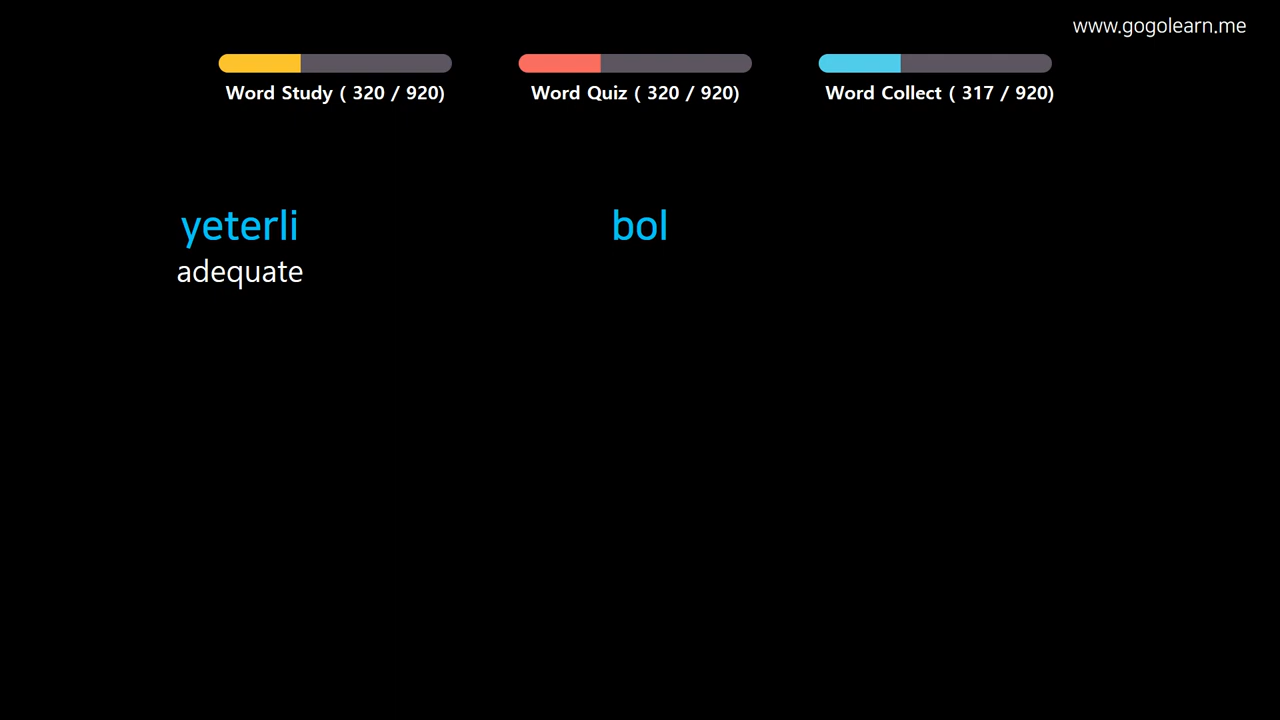 www.gogolearn.me
Word Study ( 320 / 920)
Word Quiz ( 320 / 920)
Word Collect ( 317 / 920)
yeterli
adequate
bol